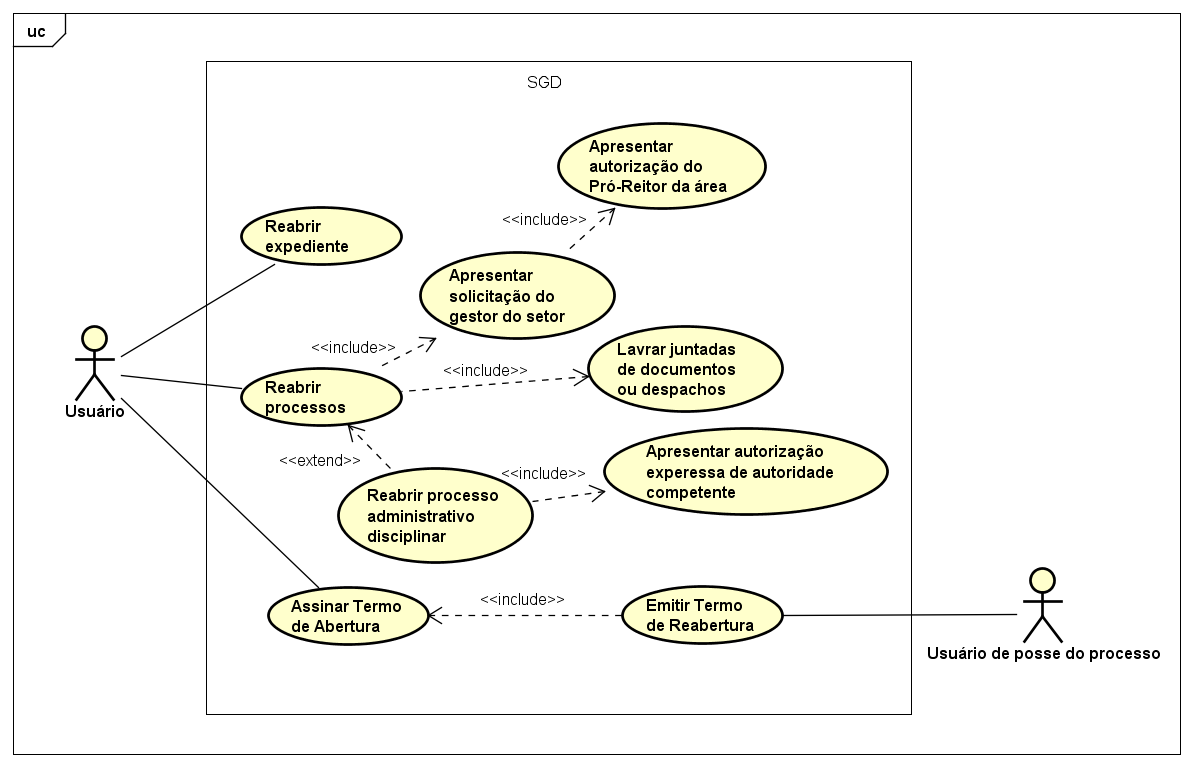 uc
SGD
Apresentar
autorização do
Pró-Reitor da área
<<include>>
Reabrir
expediente
Apresentar
solicitação do
gestor do setor
<<include>>
Lavrar juntadas
de documentos
ou despachos
<<include>>
Reabrir
processos
Usuário
<<extend>>
Apresentar autorização
experessa de autoridade
competente
<<include>>
Reabrir processo
administrativo
disciplinar
Assinar Termo
de Abertura
<<include>>
Emitir Termo
de Reabertura
Usuário de posse do processo